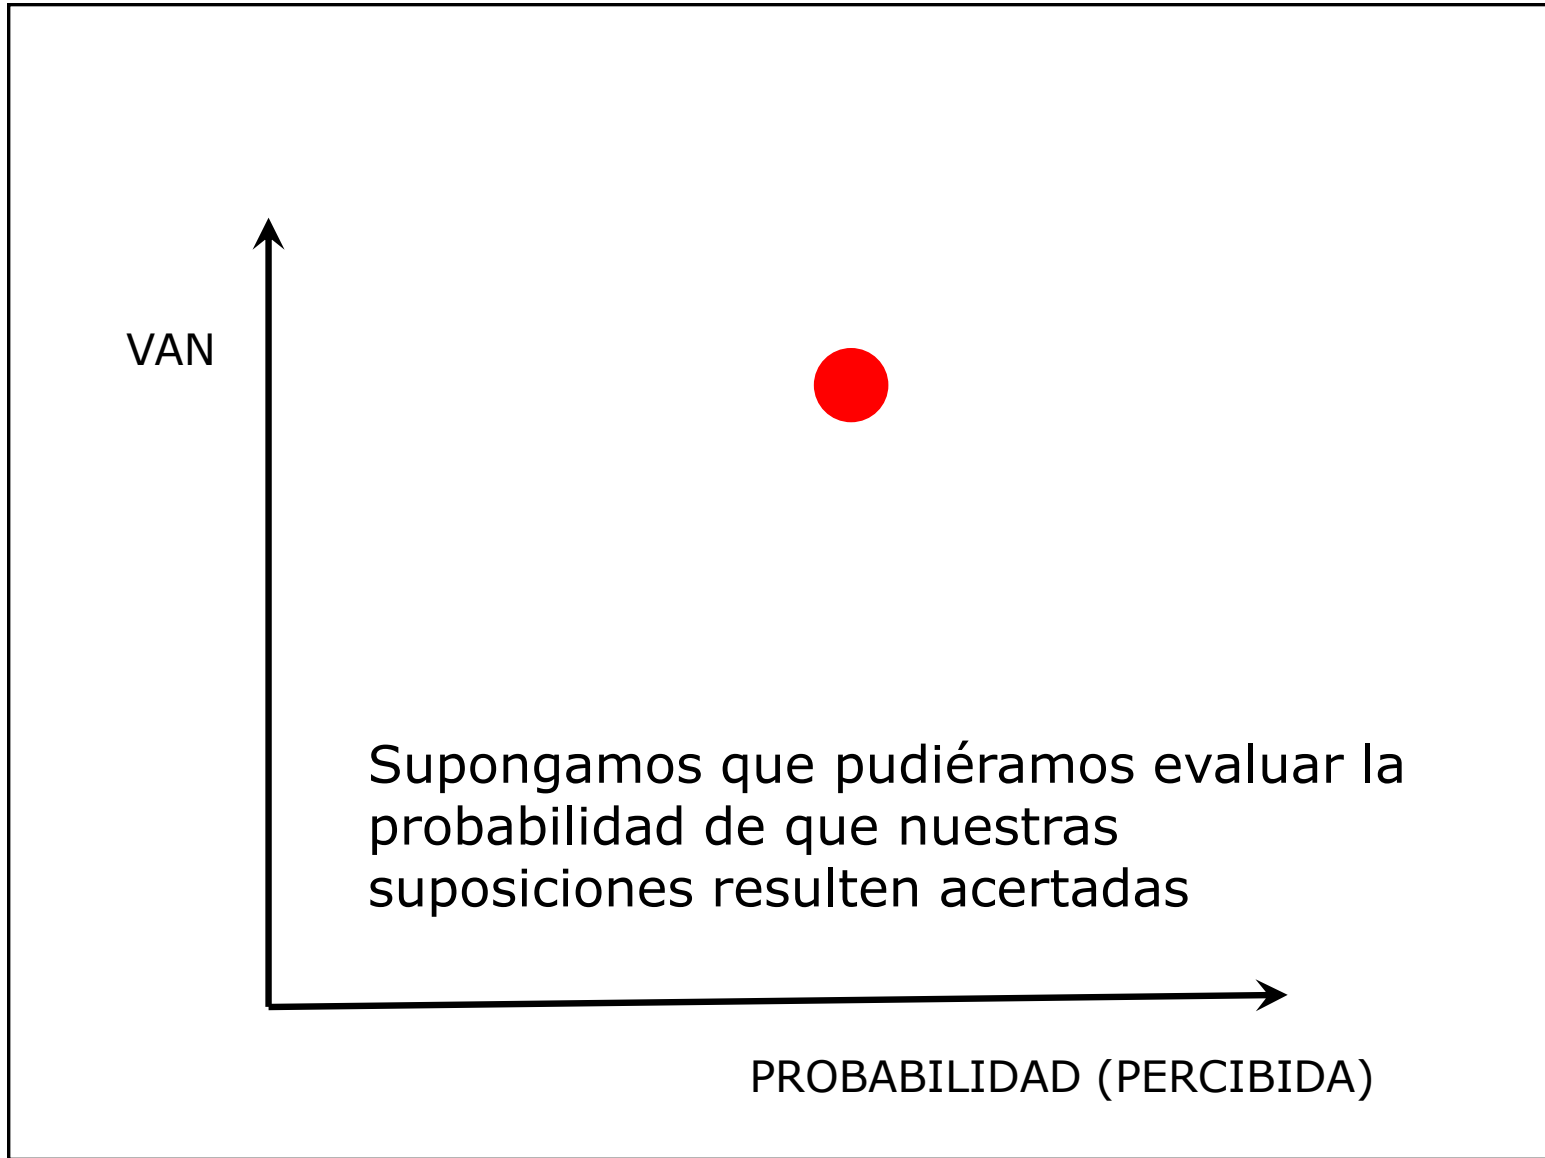 VAN
Supongamos que pudiéramos evaluar la
probabilidad de que nuestras
suposiciones resulten acertadas
PROBABILIDAD (PERCIBIDA)